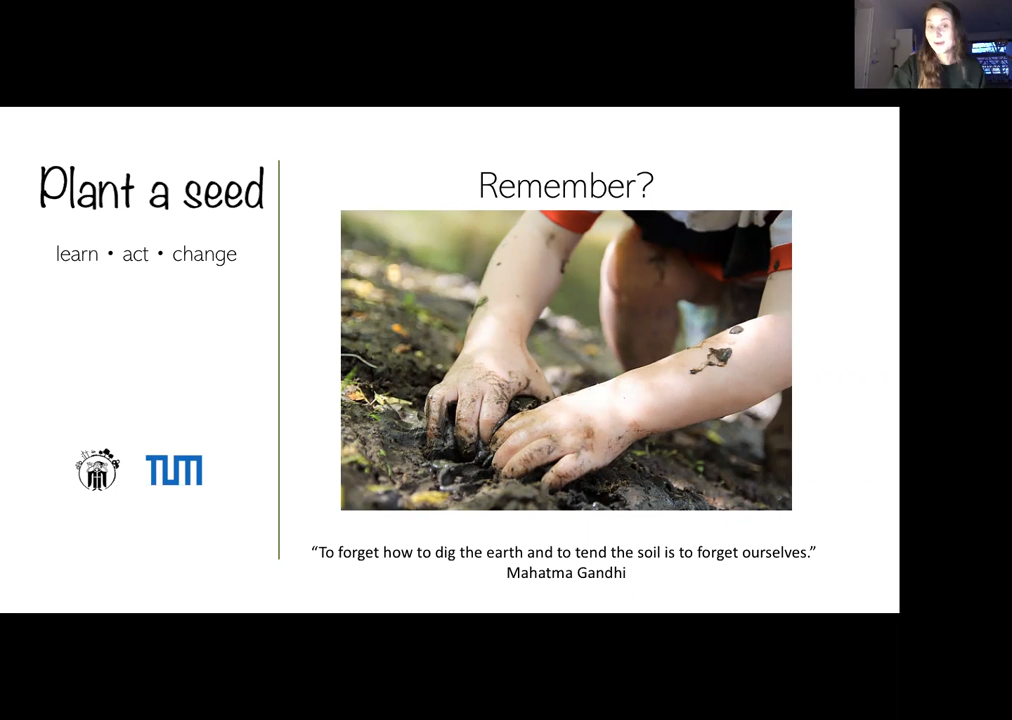 Plant a seed
learn • act • change
TUM
Remember?
“To forget how to dig the earth and to tend the soil is to forget ourselves.”
Mahatma Gandhi